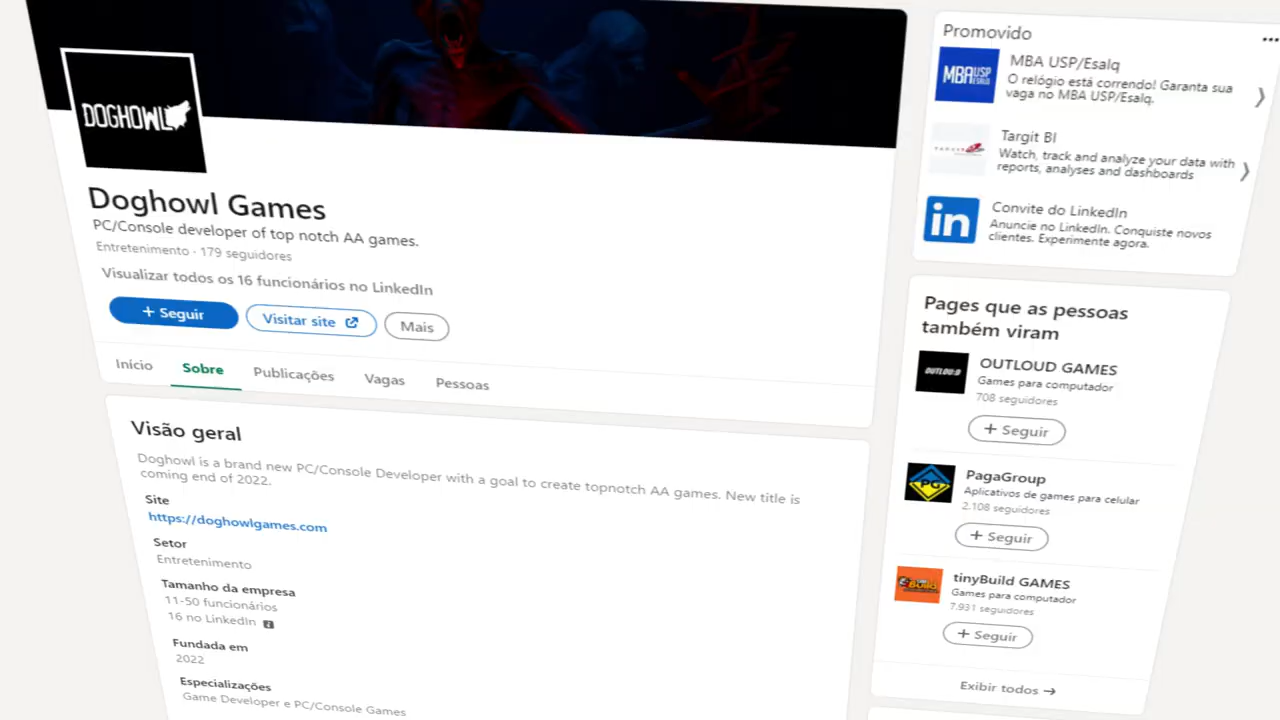 DOGHOWL
Doghowl Games
PC/Console developer of top notch AA games.
Entretenimento · 179 seguidores
Visualizar todos os 16 funcionários no LinkedIn
+ Seguir
Visitar site
Mais
Início
Sobre
Publicações
Vagas
Pessoas
Visão geral
Doghowl is a brand new PC/Console Developer with a goal to create topnotch AA games. New title is
coming end of 2022.
Site
https://doghowlgames.com
Setor
Entretenimento
Tamanho da empresa
11-50 funcionários
16 no LinkedIn
Fundada em
2022
Especializações
Game Developer e PC/Console Games
Promovido
MBA USP ESALQ
MBA USP/Esalq
O relógio está correndo! Garanta sua
vaga no MBA USP/Esalq.
TARGIT
Targit BI
Watch, track and analyze your data with
reports, analyses and dashboards
in
Convite do LinkedIn
Anuncie no LinkedIn. Conquiste novos
clientes. Experimente agora.
Pages que as pessoas
também viram
OUTLOUD GAMES
Games para computador
708 seguidores
+ Seguir
PG
PagaGroup
Aplicativos de games para celular
2.108 seguidores
+ Seguir
tinyBuild GAMES
Games para computador
7.931 seguidores
+ Seguir
Exibir todos →